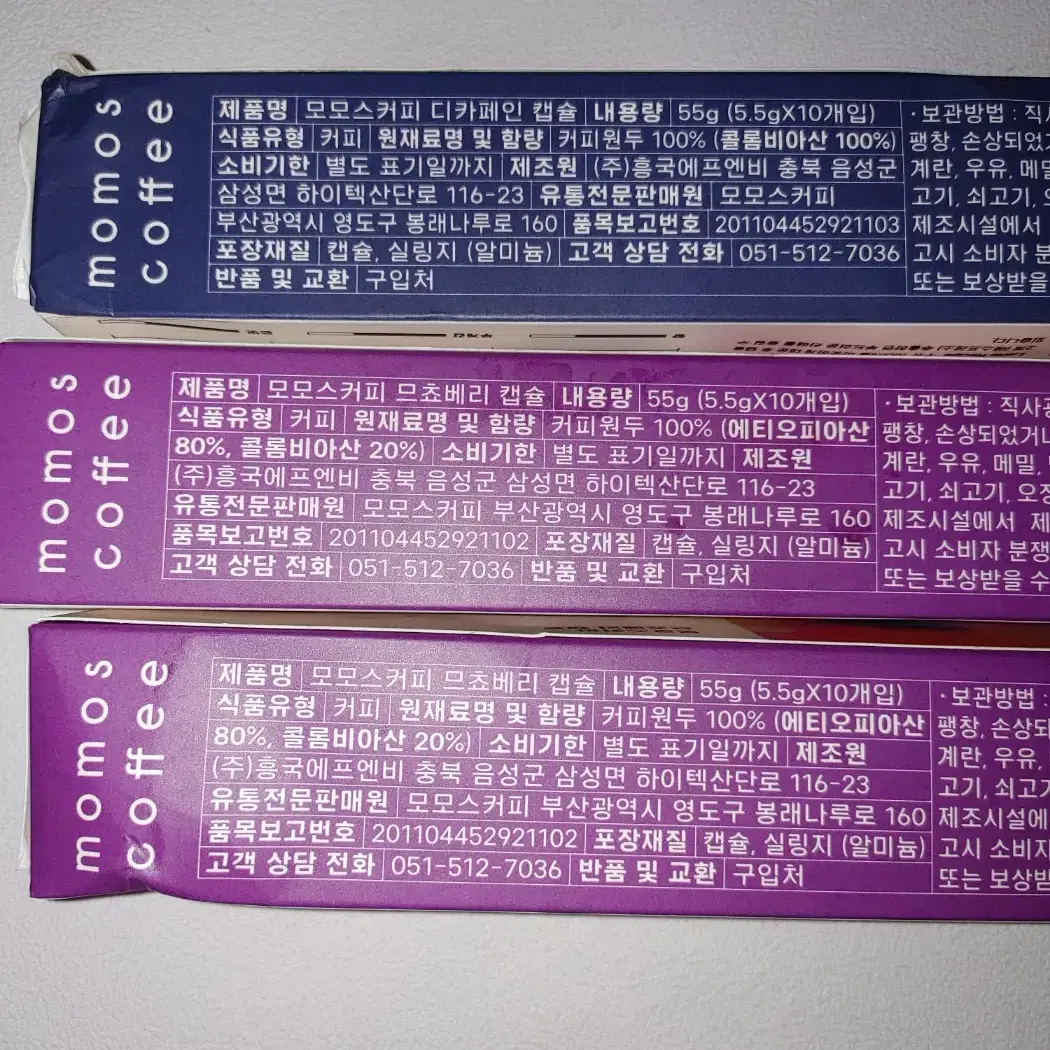 momos
coffee
제품명 모모스커피 디카페인 캡슐 내용량 55g (5.5gX10개입)
식품유형 커피 원재료명 및 함량 커피원두 100% (콜롬비아산 100%)
소비기한 별도 표기일까지 제조원 (주)흥국에프엔비 충북 음성군
삼성면 하이텍산단로 116-23 유통전문판매원 모모스커피
부산광역시 영도구 봉래나루로 160 품목보고번호 201104452921103
포장재질 캡슐, 실링지 (알미늄) 고객 상담 전화 051-512-7036
반품 및 교환 구입처
·보관방법 : 직사
팽창, 손상되었
계란, 우유, 메밀
고기, 쇠고기,
제조시설에서
고시 소비자 분
또는 보상받을
momos
coffee
제품명 모모스커피 므쵸베리 캡슐 내용량 55g (5.5gX10개입)
식품유형 커피 원재료명 및 함량 커피원두 100% (에티오피아산
80%, 콜롬비아산 20%) 소비기한 별도 표기일까지 제조원
(주)흥국에프엔비 충북 음성군 삼성면 하이텍산단로 116-23
유통전문판매원 모모스커피 부산광역시 영도구 봉래나루로 160
품목보고번호 201104452921102 포장재질 캡슐, 실링지 (알미늄)
고객 상담 전화 051-512-7036 반품 및 교환 구입처
·보관방법 : 직사광
팽창, 손상되었거나
계란, 우유, 메밀,
고기, 쇠고기, 오징
제조시설에서 제
고시 소비자 분쟁
또는 보상받을 수
momos
coffee
제품명 모모스커피 므쵸베리 캡슐 내용량 55g (5.5gX10개입)
식품유형 커피 원재료명 및 함량 커피원두 100% (에티오피아산
80%, 콜롬비아산 20%) 소비기한 별도 표기일까지 제조원
(주)흥국에프엔비 충북 음성군 삼성면 하이텍산단로 116-23
유통전문판매원 모모스커피 부산광역시 영도구 봉래나루로 160
품목보고번호 201104452921102 포장재질 캡슐, 실링지 (알미늄)
고객 상담 전화 051-512-7036 반품 및 교환 구입처
·보관방법 :
팽창, 손상되
계란, 우유,
고기, 쇠고기
제조시설에
고시 소비자
또는 보상받